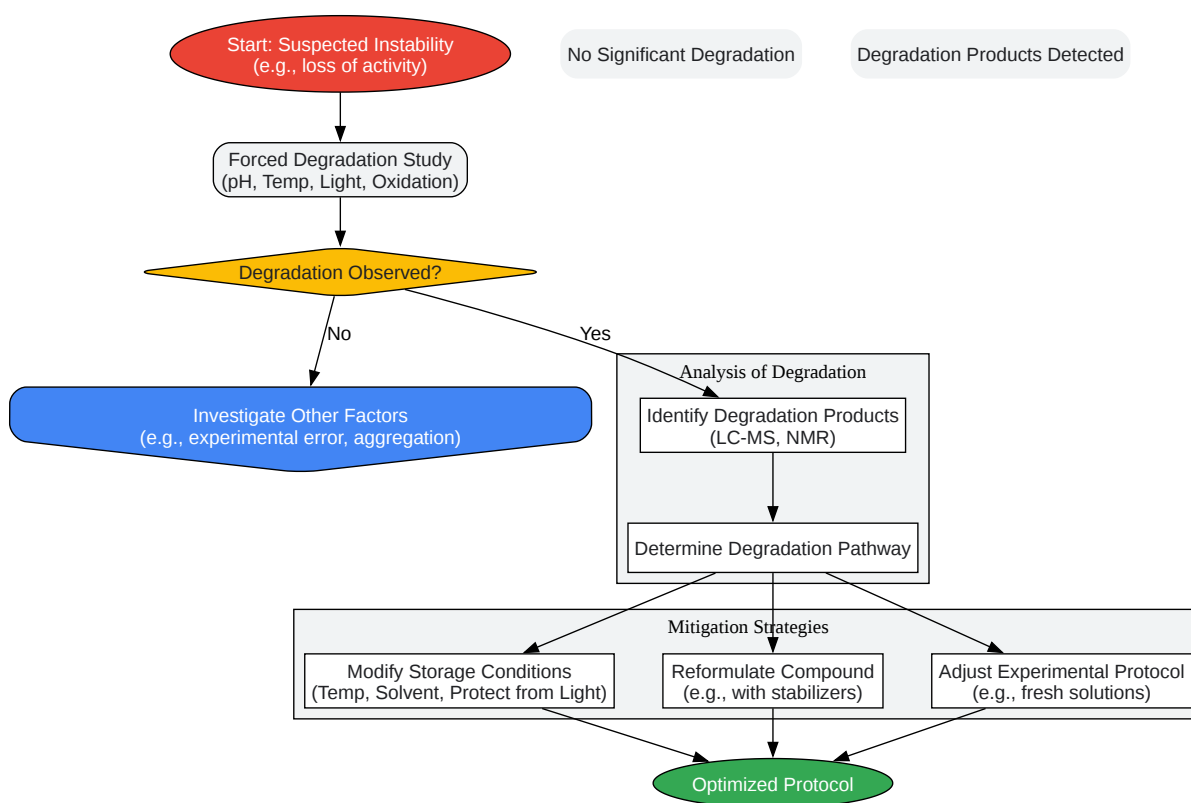 Start: Suspected Instability
(e.g., loss of activity)
No Significant Degradation
Degradation Products Detected
Forced Degradation Study
(pH, Temp, Light, Oxidation)
Degradation Observed?
No
Yes
Investigate Other Factors
(e.g., experimental error, aggregation)
Analysis of Degradation
Identify Degradation Products
(LC-MS, NMR)
Determine Degradation Pathway
Mitigation Strategies
Modify Storage Conditions
(Temp, Solvent, Protect from Light)
Reformulate Compound
(e.g., with stabilizers)
Adjust Experimental Protocol
(e.g., fresh solutions)
Optimized Protocol